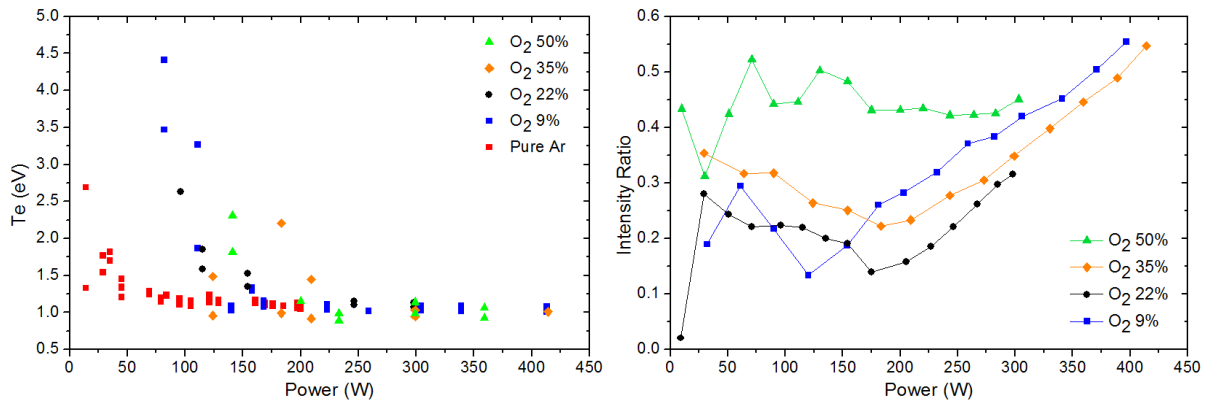 5.0
4.5
4.0
3.5
3.0
2.5
2.0
1.5
1.0
0.5
Te (eV)
0 50 100 150 200 250 300 350 400 450
Power (W)
O2 50%
O2 35%
O2 22%
O2 9%
Pure Ar
0.6
0.5
0.4
0.3
0.2
0.1
0.0
Intensity Ratio
0 50 100 150 200 250 300 350 400 450
Power (W)
O2 50%
O2 35%
O2 22%
O2 9%